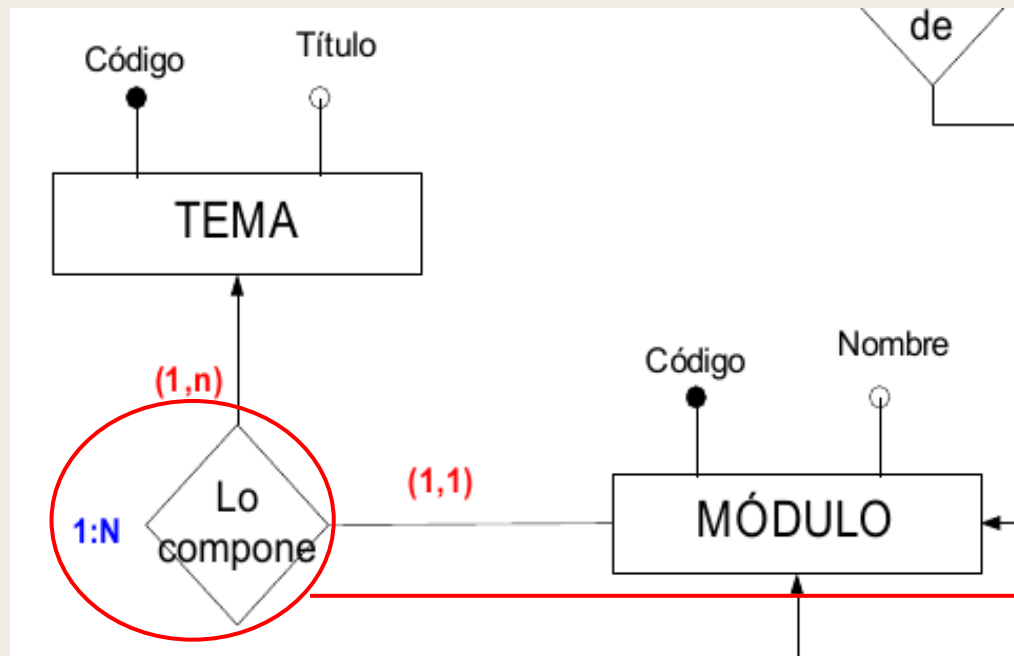 de
Código
Título
TEMA
(1,n)
Código
Nombre
(1,1)
Lo
compone
1:N
MÓDULO